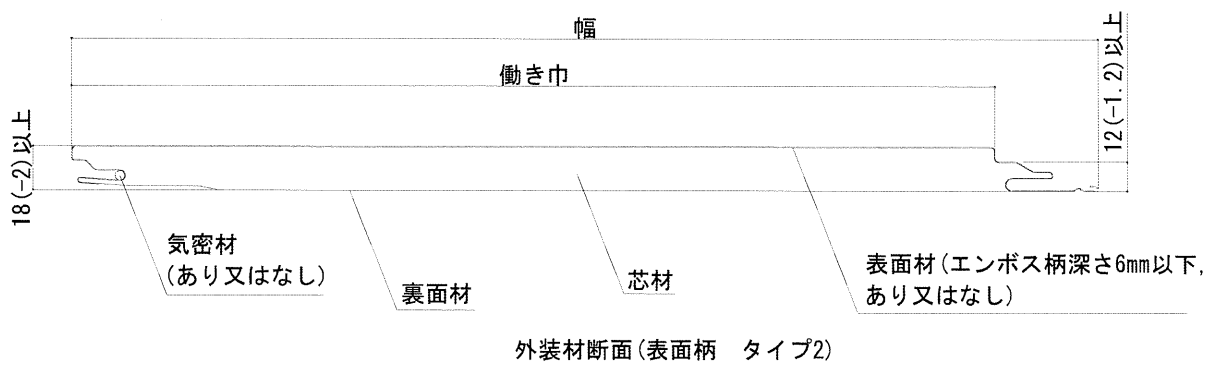 幅
働き巾
12(-1.2)以上
18(-2)以上
気密材
(あり又はなし)
裏面材
芯材
表面材(エンボス柄深さ6mm以下,
あり又はなし)
外装材断面(表面柄　タイプ2)